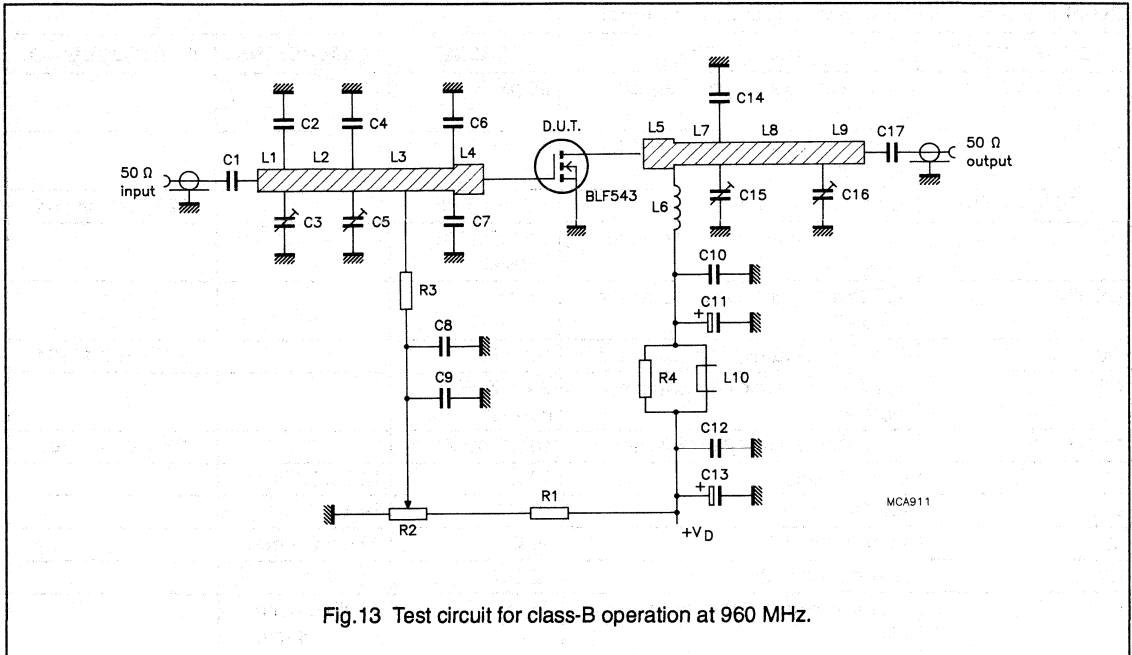 C14
C2
C4
C6
D.U.T.
L5
L7
L8
L9
C17
50 Ω
output
50 Ω
input
C1
L1
L2
L3
L4
BLF543
C3
C5
C7
L6
C15
C16
R3
C10
+
C11
C8
C9
R4
L10
C12
+
C13
R1
R2
+VD
MCA911
Fig.13 Test circuit for class-B operation at 960 MHz.